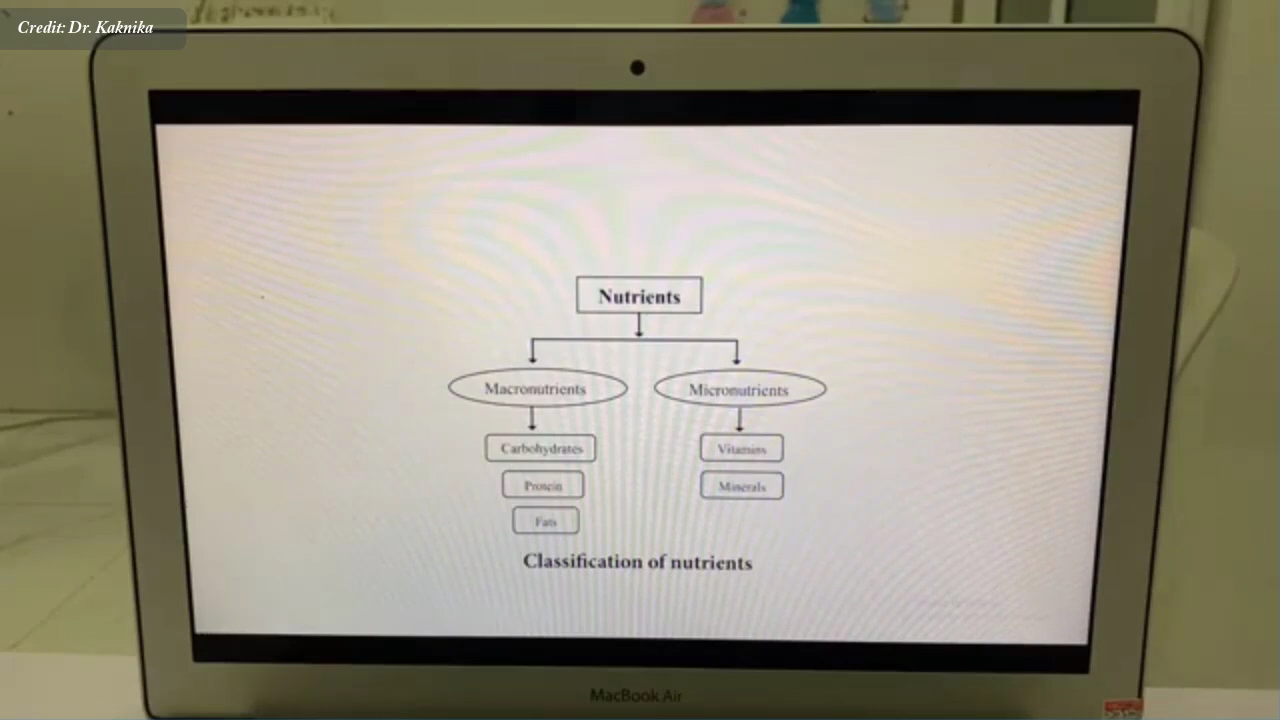 Credit: Dr. Kaknika
Nutrients
Macronutrients Micronutrients
Carbohydrates Vitamins
Protein Minerals
Fats
Classification of nutrients
MacBook Air